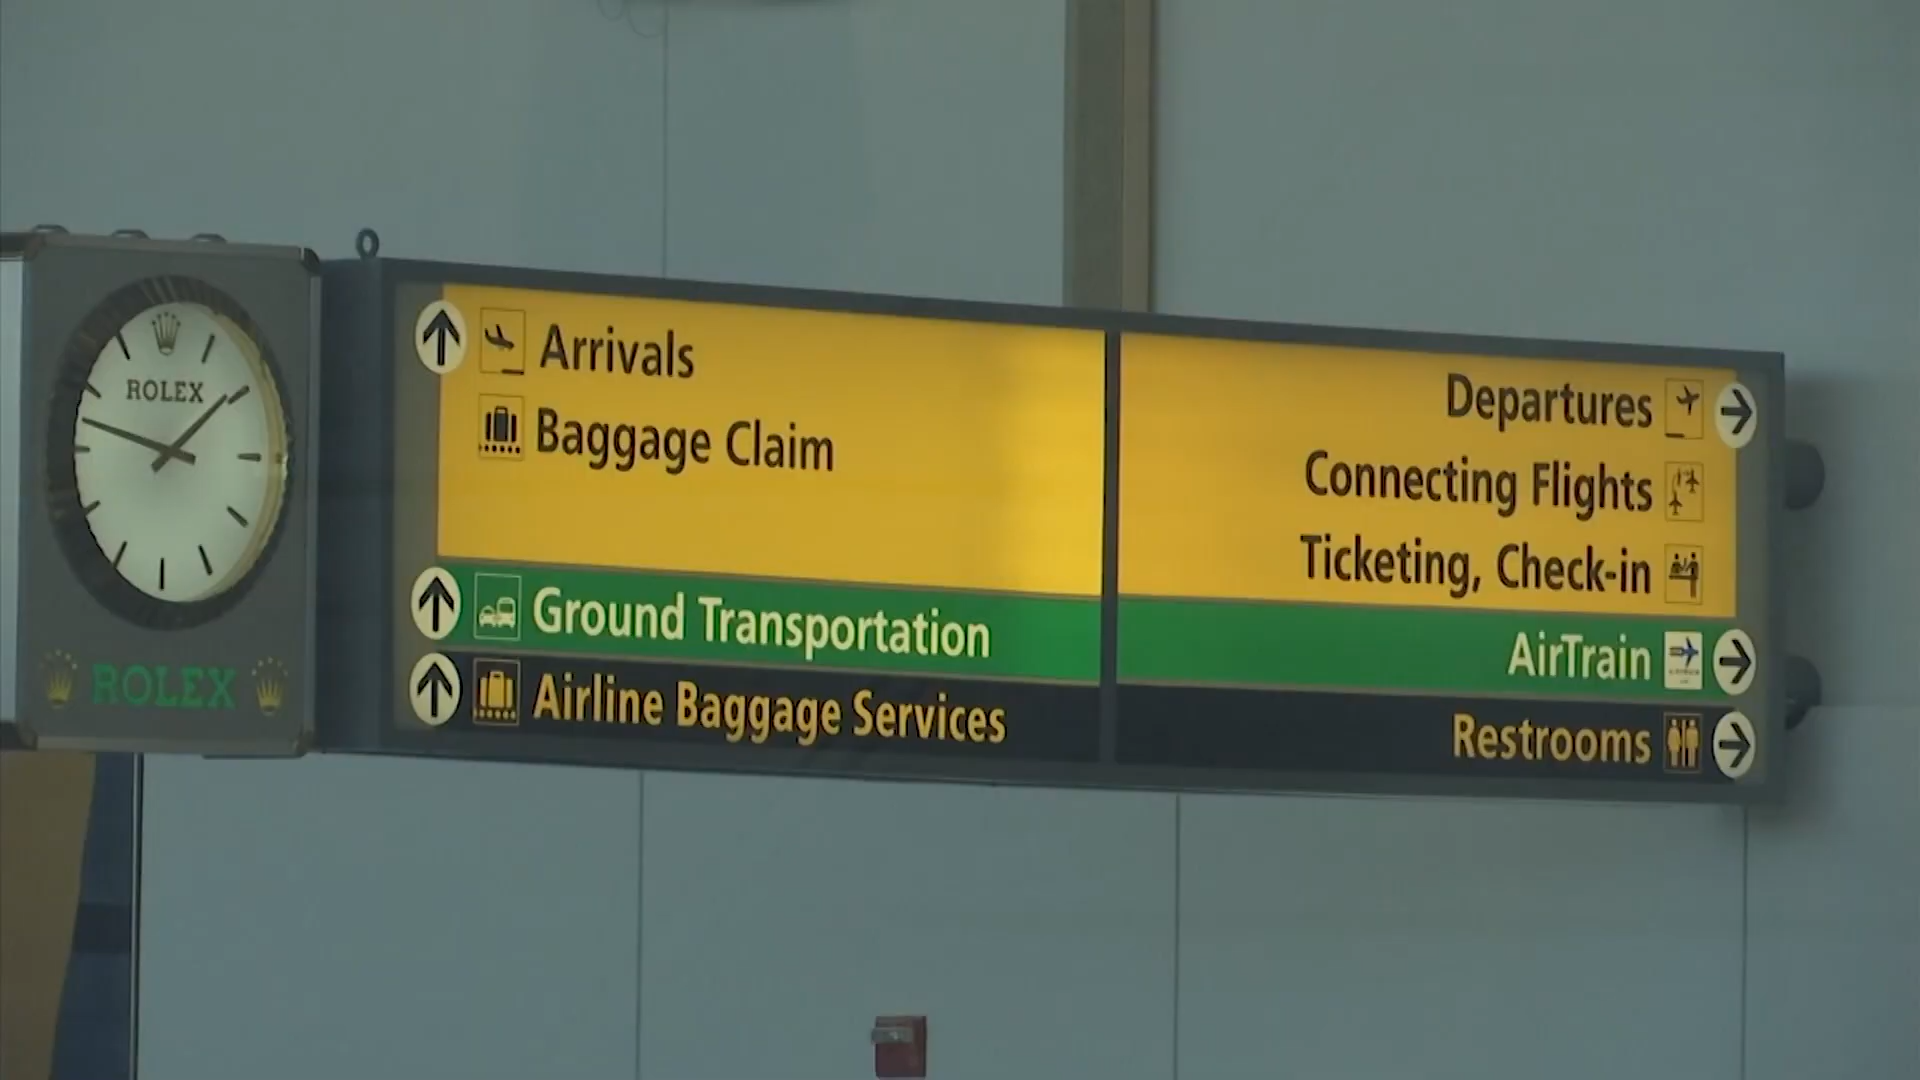 ROLEX
ROLEX
Arrivals
Baggage Claim
Ground Transportation
Airline Baggage Services
Departures
Connecting Flights
Ticketing, Check-in
AirTrain
Restrooms